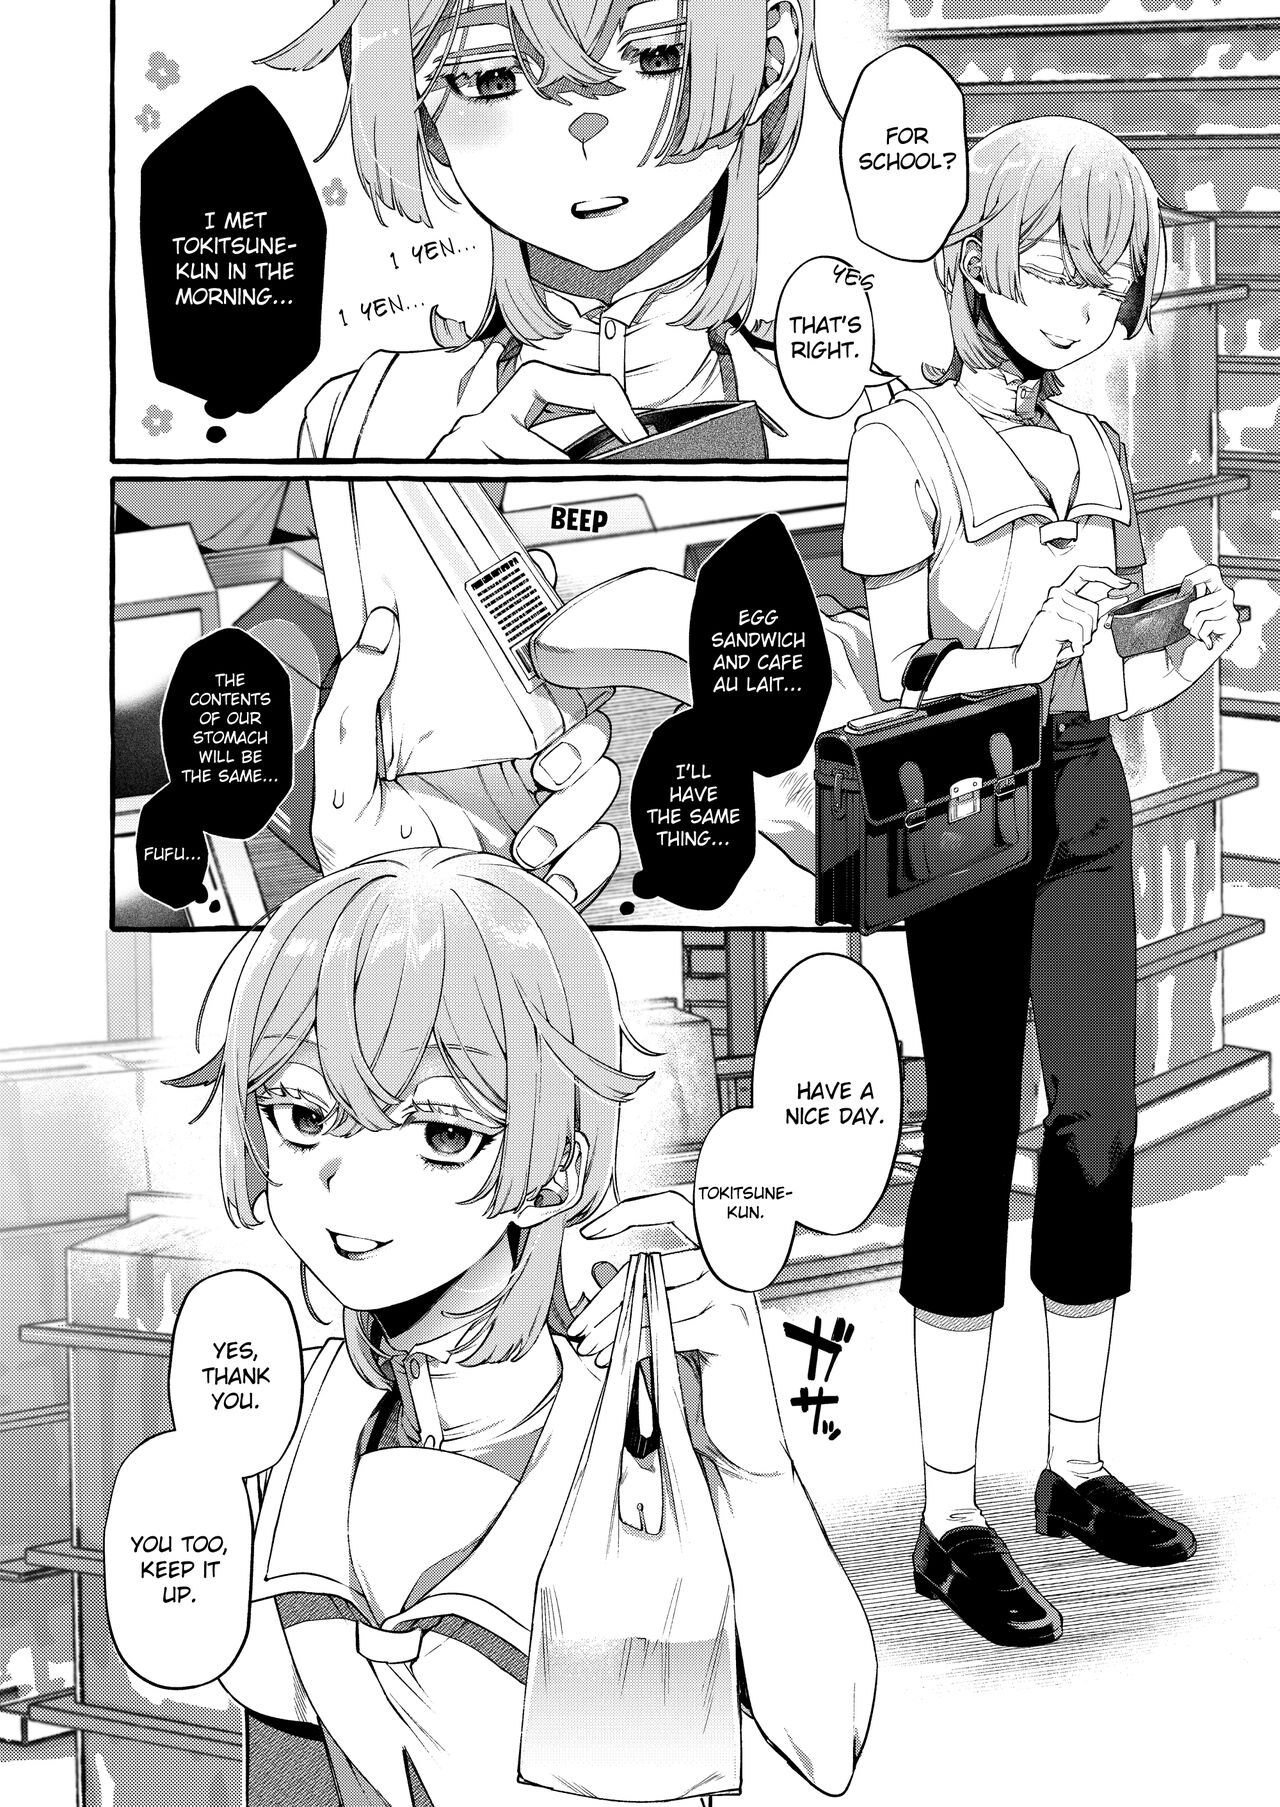 FOR
SCHOOL?
YES
THAT'S
RIGHT.
I MET
TOKITSUNE-
KUN IN THE
MORNING...
1 YEN...
1 YEN...
BEEP
EGG
SANDWICH
AND CAFE
AU LAIT...
I'LL
HAVE
THE SAME
THING...
THE
CONTENTS
OF OUR
STOMACH
WILL BE
THE SAME...
FUFU...
HAVE A
NICE DAY.
TOKITSUNE-
KUN.
ガサッ
YES,
THANK
YOU.
YOU TOO,
KEEP IT
UP.